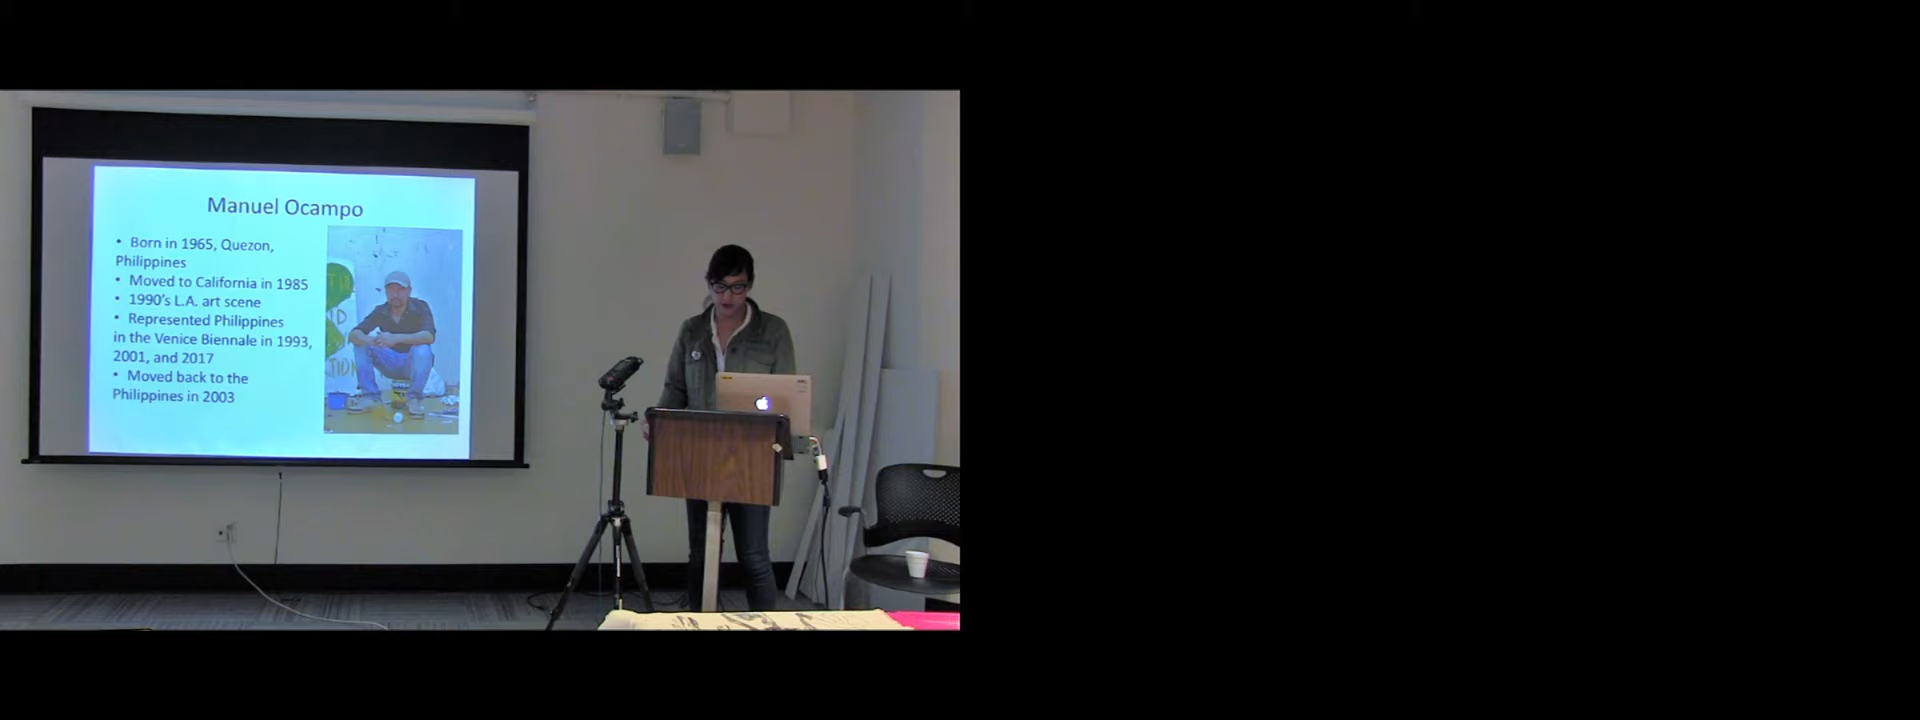 Manuel Ocampo
• Born in 1965, Quezon,
Philippines
• Moved to California in 1985
• 1990's L.A. art scene
• Represented Philippines
in the Venice Biennale in 1993,
2001, and 2017
• Moved back to the
Philippines in 2003